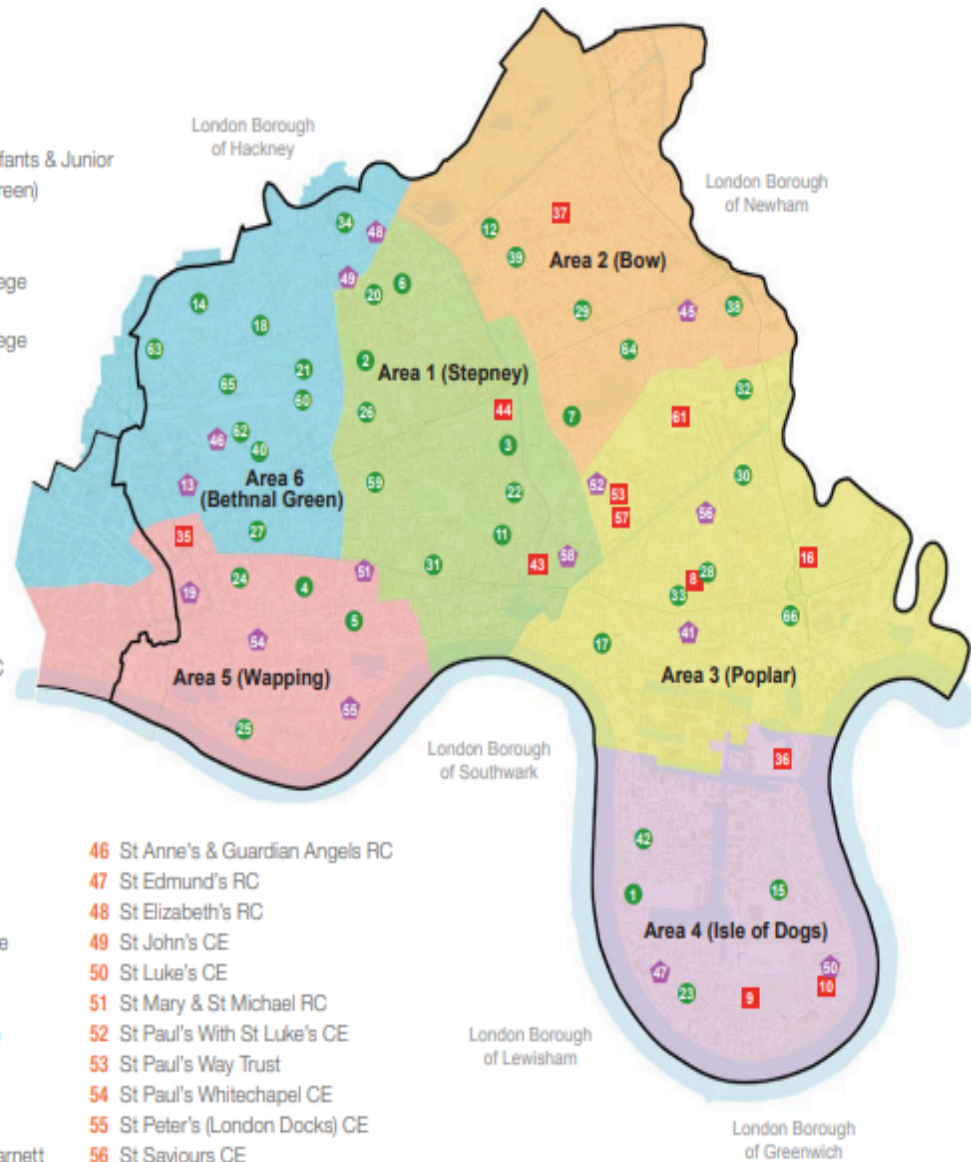 fants & Junior
reen)
ege
ege
C
e
arnett
London Borough
of Hackney
London Borough
of Newham
37
34
12
48
39
Area 2 (Bow)
49
6
20
14
29
45
38
18
63
64
2
21
Area 1 (Stepney)
32
65
60
26
44
61
7
62
46
3
40
30
Area 6
(Bethnal Green)
59
52
13
22
53
56
57
27
35
11
58
16
51
31
43
24
28
4
8
19
33
5
66
54
41
17
Area 5 (Wapping)
Area 3 (Poplar)
55
25
London Borough
of Southwark
36
42
15
1
Area 4 (Isle of Dogs)
47
50
23
10
9
London Borough
of Lewisham
London Borough
of Greenwich
46 St Anne's & Guardian Angels RC
47 St Edmund's RC
48 St Elizabeth's RC
49 St John's CE
50 St Luke's CE
51 St Mary & St Michael RC
52 St Paul's With St Luke's CE
53 St Paul's Way Trust
54 St Paul's Whitechapel CE
55 St Peter's (London Docks) CE
56 St Saviours CE